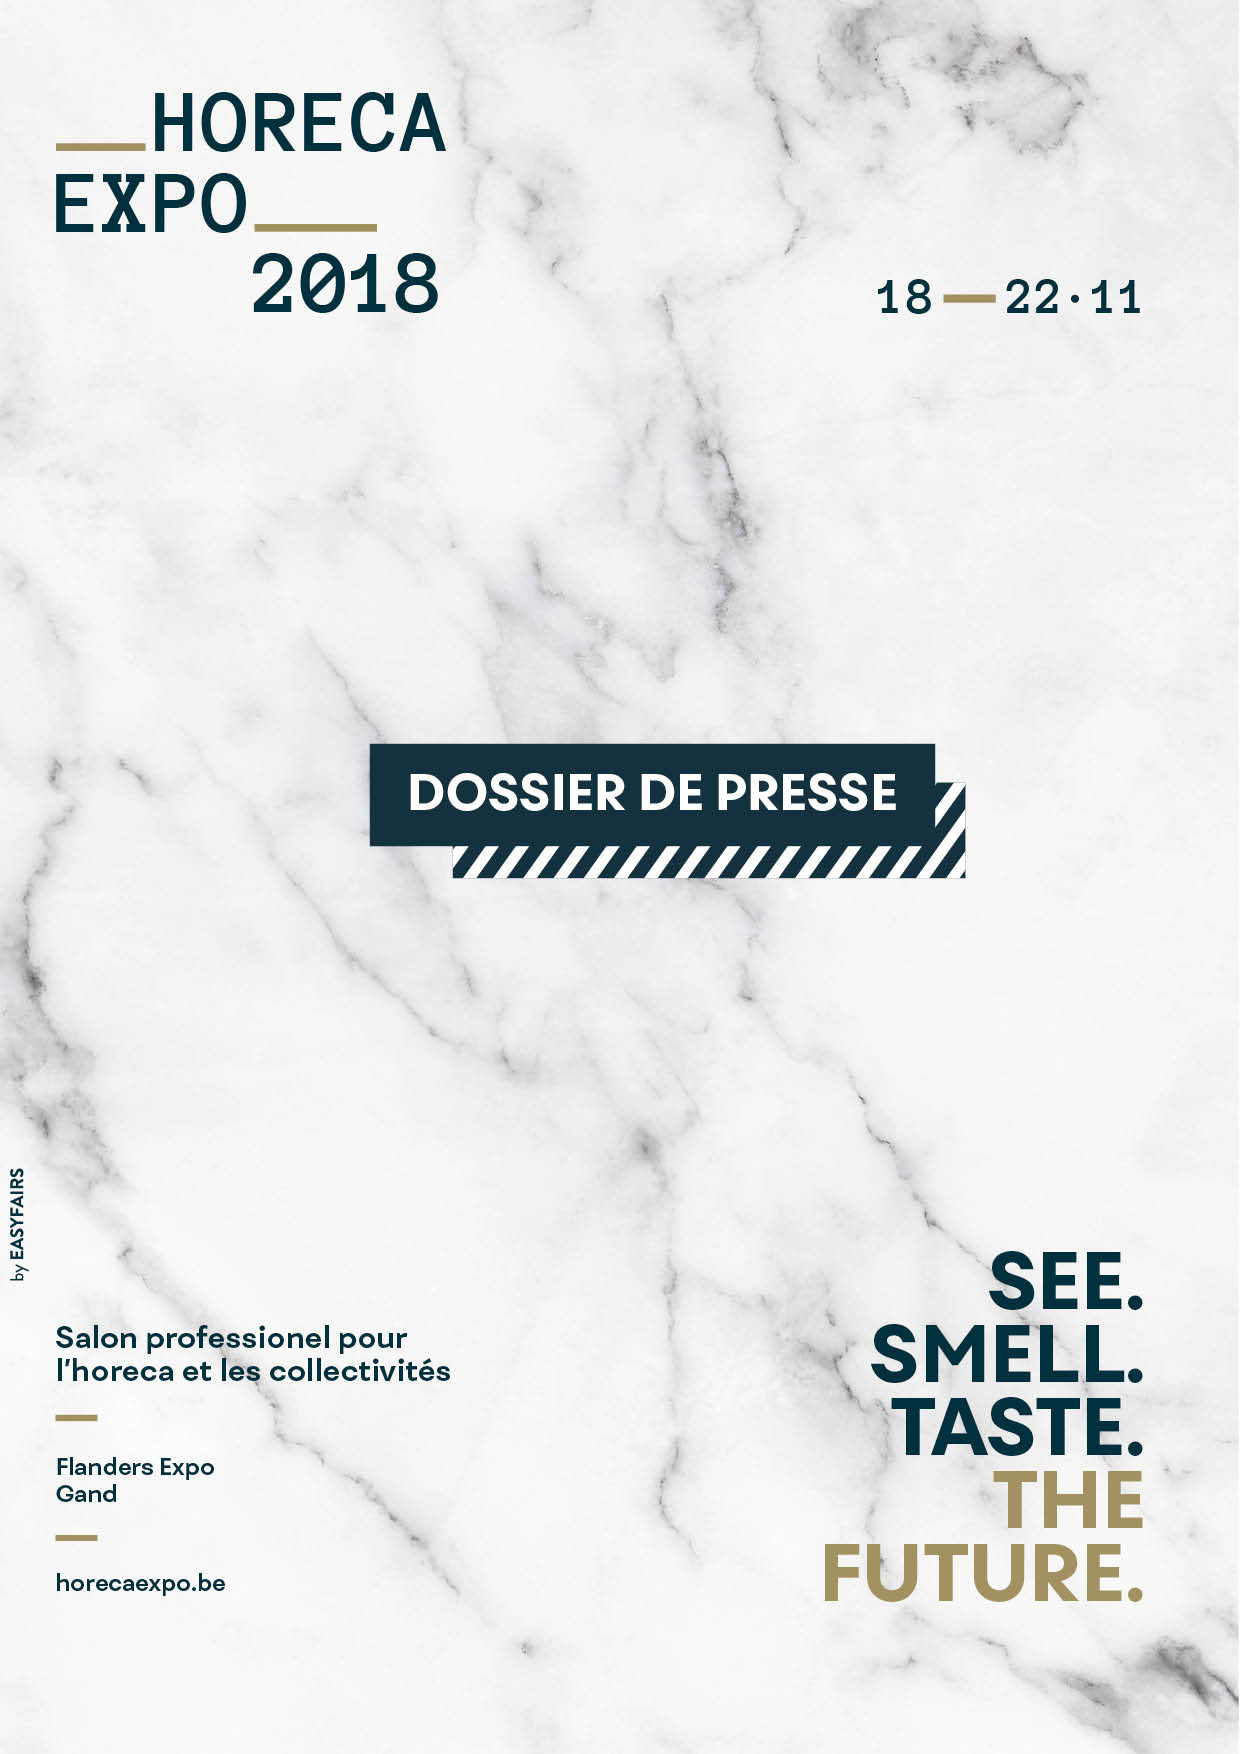 HORECA
EXPO
2018
18—22·11
DOSSIER DE PRESSE
by EASYFAIRS
Salon professionel pour
l'horeca et les collectivités
Flanders Expo
Gand
horecaexpo.be
SEE.
SMELL.
TASTE.
THE
FUTURE.